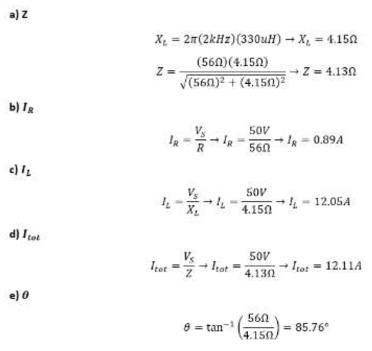 a) Z
X_L = 2π(2kHz)(330uH) → X_L = 4.15Ω
Z = (56Ω)(4.15Ω) / √((56Ω)² + (4.15Ω)²) → Z = 4.13Ω
b) I_R
I_R = V_s / R → I_R = 50V / 56Ω → I_R = 0.89A
c) I_L
I_L = V_s / X_L → I_L = 50V / 4.15Ω → I_L = 12.05A
d) I_tot
I_tot = V_s / Z → I_tot = 50V / 4.13Ω → I_tot = 12.11A
e) θ
θ = tan⁻¹(56Ω / 4.15Ω) = 85.76°